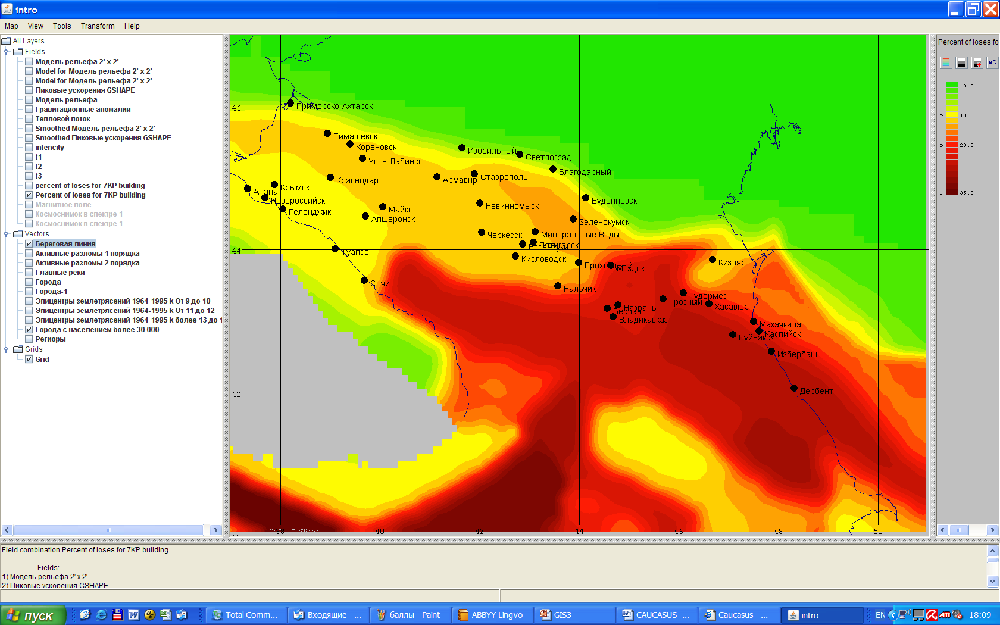 intro
Map View Tools Transform Help
All Layers
Fields
Модель рельефа 2' x 2'
Model for Модель рельефа 2' x 2'
Model for Модель рельефа 2' x 2'
Пиковые ускорения GSHAPE
Модель рельефа
Гравитационные аномалии
Тепловой поток
Smoothed Модель рельефа 2' x 2'
Smoothed Пиковые ускорения GSHAPE
intencity
t1
t2
t3
percent of loses for 7KP building
Percent of loses for 7KP building
Магнитное поле
Космоснимок в спектре 1
Космоснимок в спектре 1
Vectors
Береговая линия
Активные разломы 1 порядка
Активные разломы 2 порядка
Главные реки
Города
Города-1
Эпицентры землетрясений 1964-1995 k От 9 до 10
Эпицентры землетрясений 1964-1995 k От 11 до 12
Эпицентры землетрясений 1964-1995 k более 13 до 1
Города с населением более 30 000
Регионы
Grids
Grid
46
Приморско-Ахтарск
Тимашевск
Кореновск
Усть-Лабинск
Изобильный
Светлоград
Благодарный
Краснодар
Армавир
Ставрополь
Крымск
Анапа
Новороссийск
Геленджик
Майкоп
Апшеронск
Невинномысск
Буденновск
Зеленокумск
Черкесск
Минеральные Воды
Пятигорск
Ессентуки
44
Туапсе
Кисловодск
Прохладный
Моздок
Кизляр
Сочи
Нальчик
Гудермес
Грозный
Хасавюрт
Назрань
Беслан
Владикавказ
Махачкала
Каспийск
Буйнакск
Избербаш
42
Дербент
40 42 44 46 48 50
Percent of loses fo
0.0
10.0
20.0
35.0
Field combination Percent of loses for 7KP building
Fields:
1) Модель рельефа 2' x 2'
2) Пиковые ускорения GSHAPE
пуск Total Comm... Входящие - ... баллы - Paint ABBYY Lingvo GIS3 CAUCASUS -... Caucasus - ... intro EN 18:09